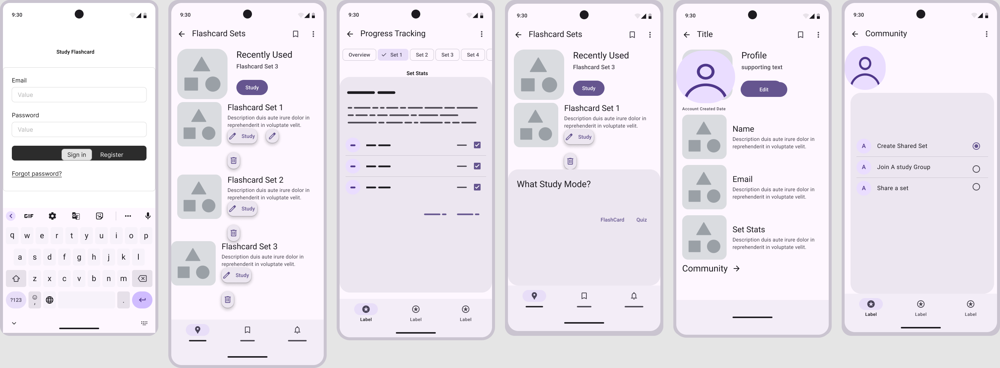 9:30
Study Flashcard
Email
Value
Password
Value
Sign in Register
Forgot password?
GIF
q w e r t y u i o p
a s d f g h j k l
z x c v b n m
?123 , .
9:30
Flashcard Sets
Recently Used
Flashcard Set 3
Study
Flashcard Set 1
Description duis aute irure dolor in
reprehenderit in voluptate velit.
Study
Flashcard Set 2
Description duis aute irure dolor in
reprehenderit in voluptate velit.
Study
Flashcard Set 3
Description duis aute irure dolor in
reprehenderit in voluptate velit.
Study
9:30
Progress Tracking
Overview Set 1 Set 2 Set 3 Set 4
Set Stats
Label Label Label
9:30
Flashcard Sets
Recently Used
Flashcard Set 3
Study
Flashcard Set 1
Description duis aute irure dolor in
reprehenderit in voluptate velit.
Study
What Study Mode?
FlashCard Quiz
9:30
Title
Profile
supporting text
Edit
Account Created Date
Name
Description duis aute irure dolor in
reprehenderit in voluptate velit.
Email
Description duis aute irure dolor in
reprehenderit in voluptate velit.
Set Stats
Description duis aute irure dolor in
reprehenderit in voluptate velit.
Community
9:30
Community
A Create Shared Set
A Join A study Group
A Share a set
Label Label Label